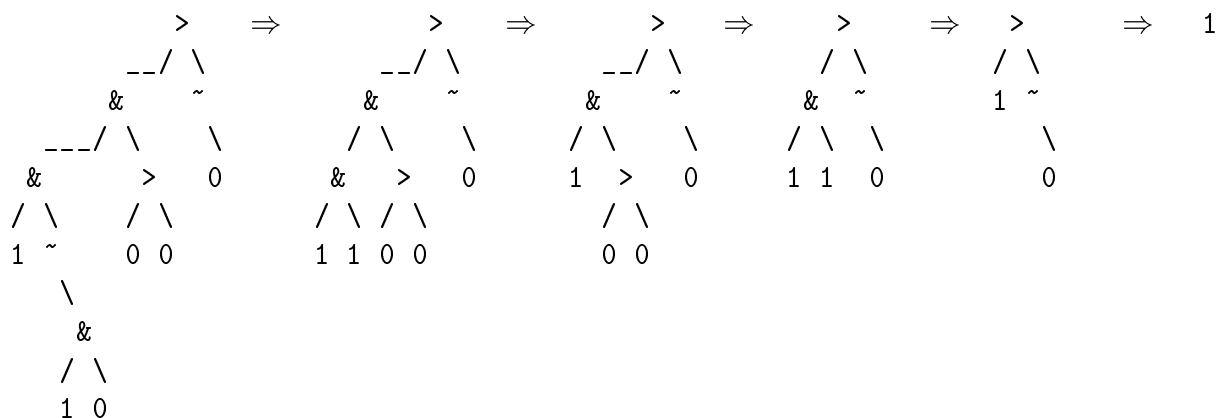 >    ⇒          >    ⇒        >    ⇒      >     ⇒   >      ⇒   1
       __/ \           __/ \         __/ \         / \       / \
      &     ~         &     ~       &     ~       &  ~      1 ~
  ___/ \     \       / \     \     / \     \     / \  \        \
 &      >     0     &   >     0   1   >     0   1 1   0        0
/ \    / \         / \ / \           / \
1 ~    0 0         1 1 0 0           0 0
   \
    &
   / \
   1 0